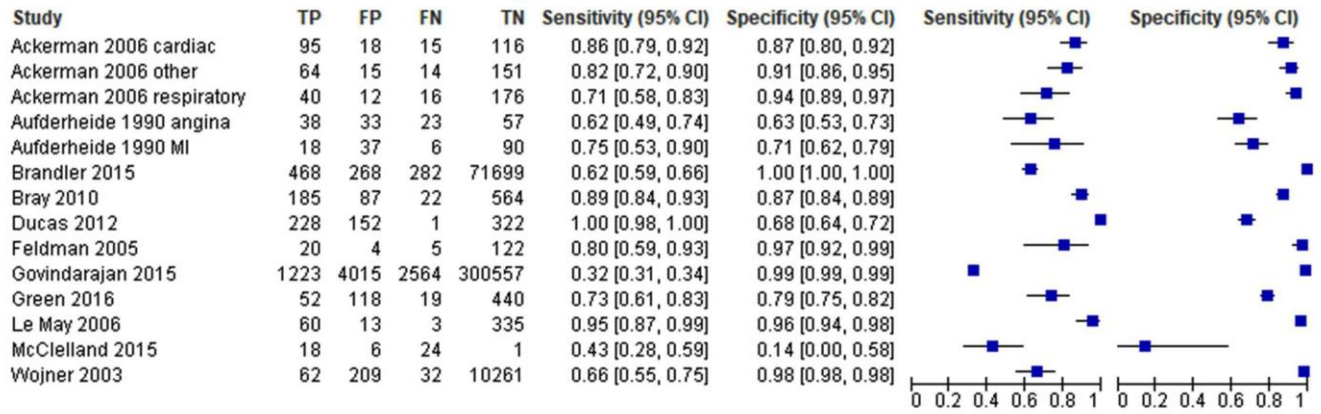 Study TP FP FN TN Sensitivity (95% CI) Specificity (95% CI) Sensitivity (95% CI) Specificity (95% CI)
Ackerman 2006 cardiac 95 18 15 116 0.86 [0.79, 0.92] 0.87 [0.80, 0.92]
Ackerman 2006 other 64 15 14 151 0.82 [0.72, 0.90] 0.91 [0.86, 0.95]
Ackerman 2006 respiratory 40 12 16 176 0.71 [0.58, 0.83] 0.94 [0.89, 0.97]
Aufderheide 1990 angina 38 33 23 57 0.62 [0.49, 0.74] 0.63 [0.53, 0.73]
Aufderheide 1990 MI 18 37 6 90 0.75 [0.53, 0.90] 0.71 [0.62, 0.79]
Brandler 2015 468 268 282 71699 0.62 [0.59, 0.66] 1.00 [1.00, 1.00]
Bray 2010 185 87 22 564 0.89 [0.84, 0.93] 0.87 [0.84, 0.89]
Ducas 2012 228 152 1 322 1.00 [0.98, 1.00] 0.68 [0.64, 0.72]
Feldman 2005 20 4 5 122 0.80 [0.59, 0.93] 0.97 [0.92, 0.99]
Govindarajan 2015 1223 4015 2564 300557 0.32 [0.31, 0.34] 0.99 [0.99, 0.99]
Green 2016 52 118 19 440 0.73 [0.61, 0.83] 0.79 [0.75, 0.82]
Le May 2006 60 13 3 335 0.95 [0.87, 0.99] 0.96 [0.94, 0.98]
McClelland 2015 18 6 24 1 0.43 [0.28, 0.59] 0.14 [0.00, 0.58]
Wojner 2003 62 209 32 10261 0.66 [0.55, 0.75] 0.98 [0.98, 0.98]
0 0.2 0.4 0.6 0.8 1 0 0.2 0.4 0.6 0.8 1